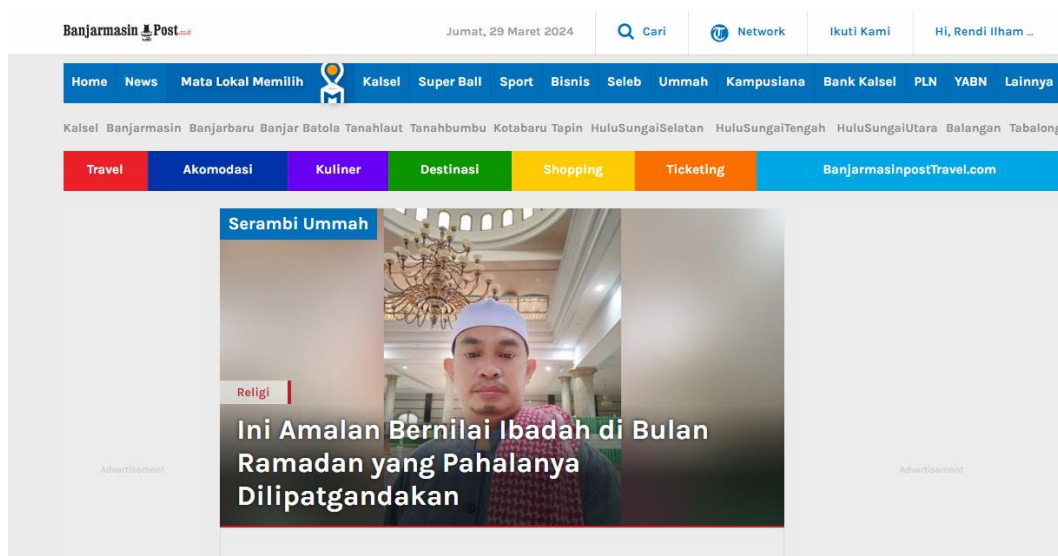 Banjarmasin Post.co.id
Jumat, 29 Maret 2024
Cari
Network
Ikuti Kami
Hi, Rendi Ilham ...
Home News Mata Lokal Memilih Kalsel Super Ball Sport Bisnis Seleb Ummah Kampusiana Bank Kalsel PLN YABN Lainnya
Kalsel Banjarmasin Banjarbaru Banjar Batola Tanahlaut Tanahbumbu Kotabaru Tapin HuluSungaiSelatan HuluSungaiTengah HuluSungaiUtara Balangan Tabalong
Travel Akomodasi Kuliner Destinasi Shopping Ticketing BanjarmasinpostTravel.com
Serambi Ummah
Religi
Ini Amalan Bernilai Ibadah di Bulan
Ramadan yang Pahalanya
Dilipatgandakan
Advertisement
Advertisement